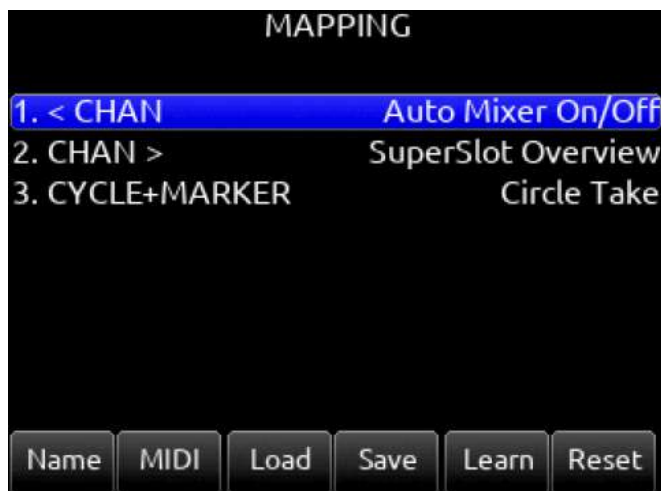 MAPPING
1. < CHAN Auto Mixer On/Off
2. CHAN > SuperSlot Overview
3. CYCLE+MARKER Circle Take
Name MIDI Load Save Learn Reset